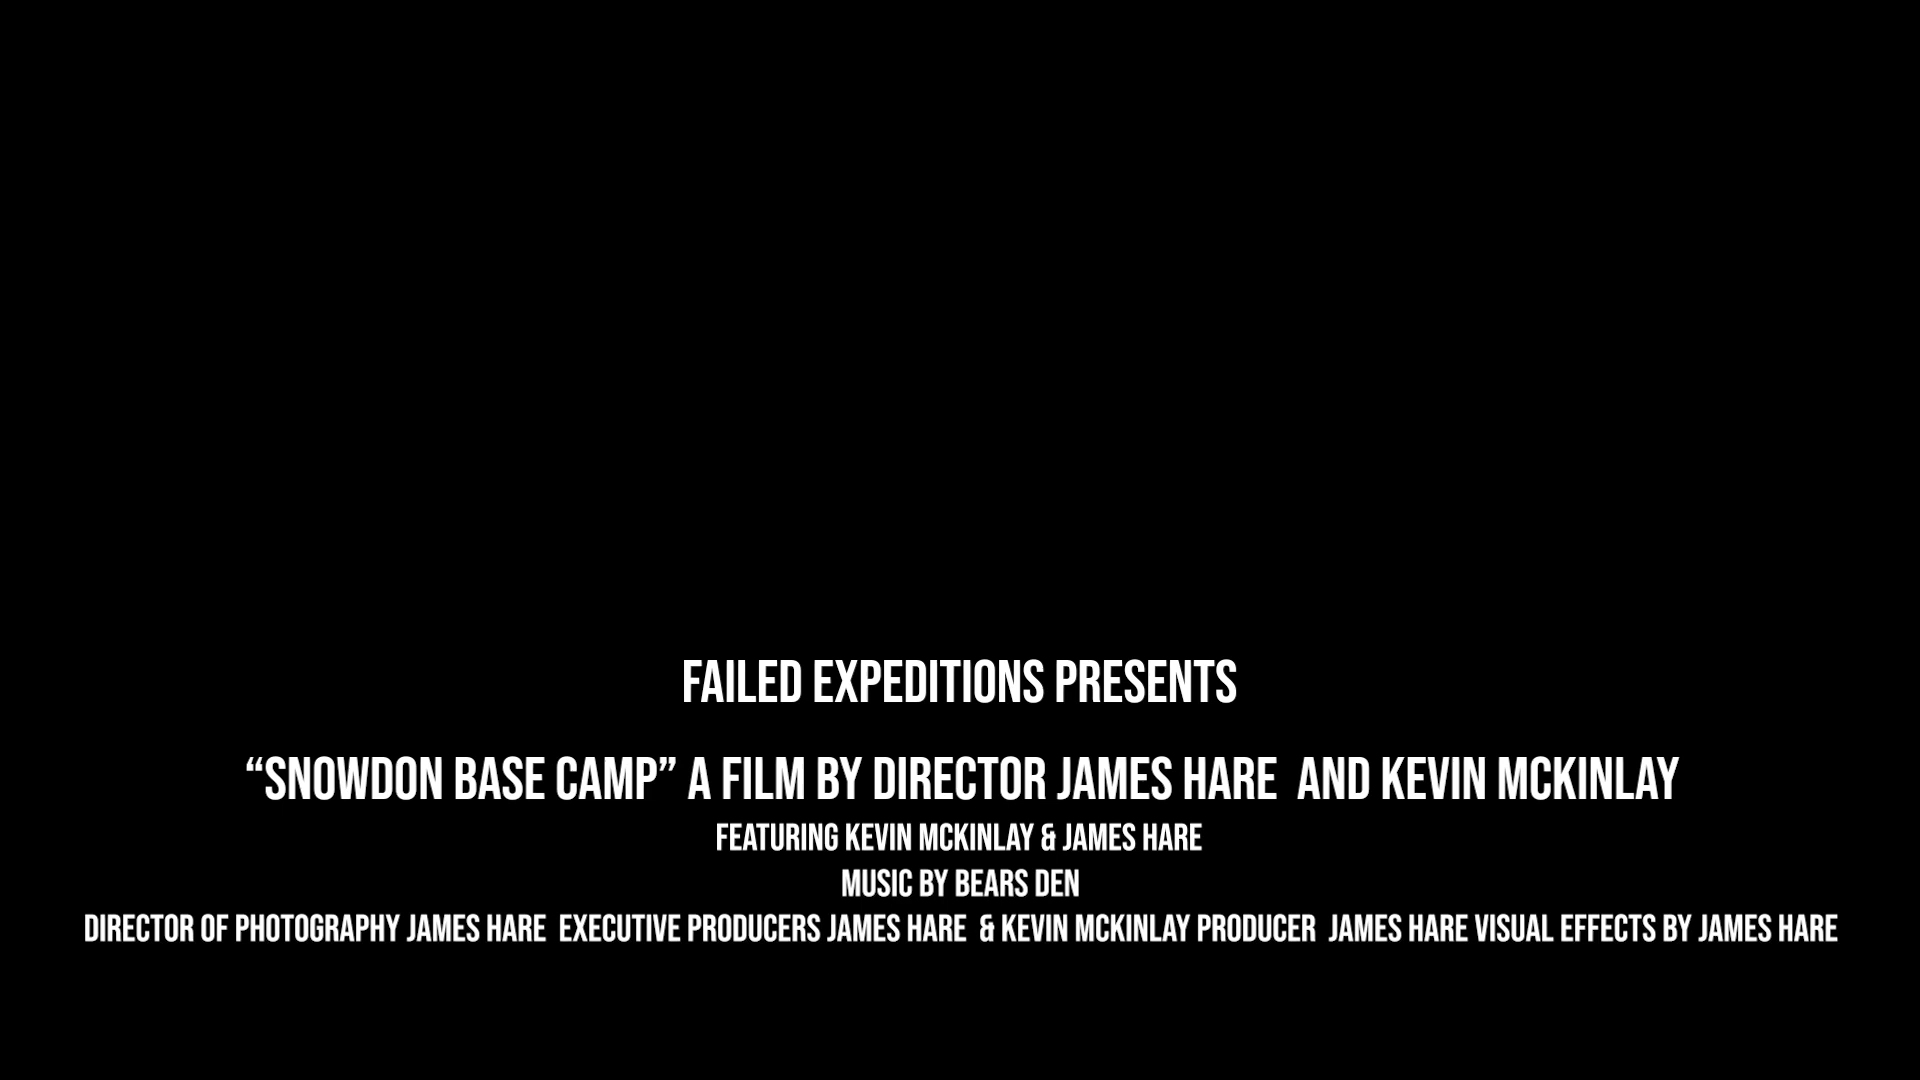 FAILED EXPEDITIONS PRESENTS
“SNOWDON BASE CAMP” A FILM BY DIRECTOR JAMES HARE  AND KEVIN MCKINLAY
FEATURING KEVIN MCKINLAY & JAMES HARE
MUSIC BY BEARS DEN
DIRECTOR OF PHOTOGRAPHY JAMES HARE  EXECUTIVE PRODUCERS JAMES HARE  & KEVIN MCKINLAY PRODUCER  JAMES HARE VISUAL EFFECTS BY JAMES HARE